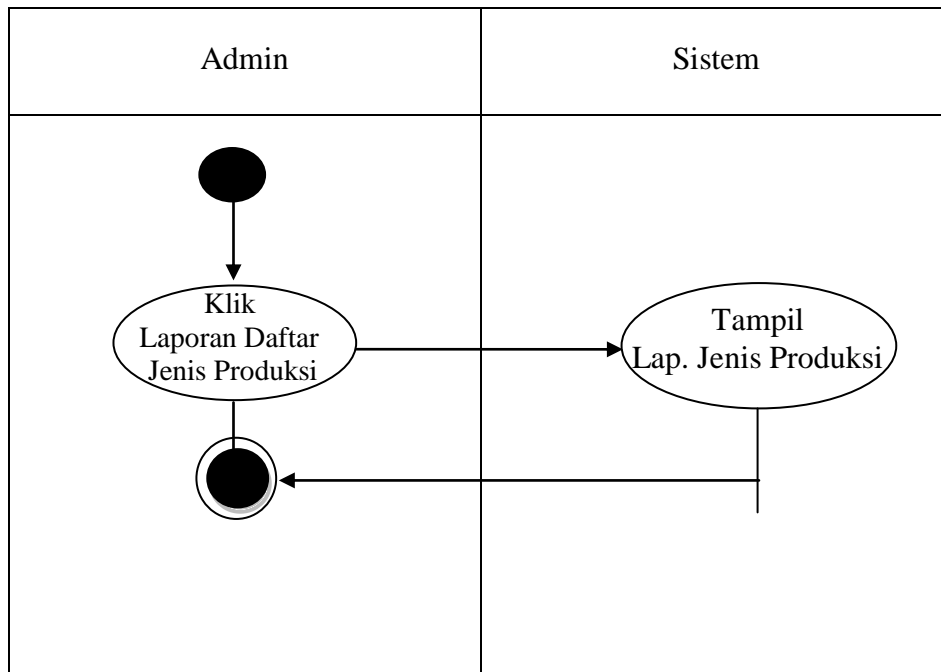 Admin
Sistem
Klik
Laporan Daftar
Jenis Produksi
Tampil
Lap. Jenis Produksi